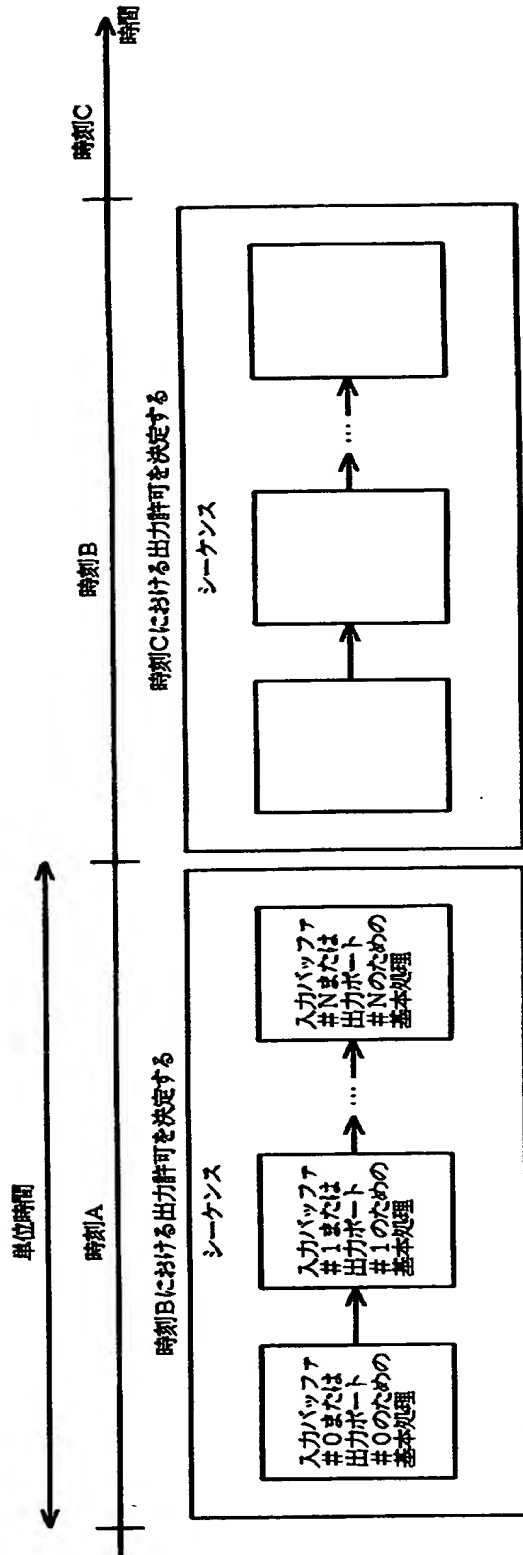 単位時間
時刻A
時刻B
時刻C
時間
時刻Bにおける出力許可を決定する
シーケンス
入力バッファ
#0または
出力ポート
#0のための
基本処理
入力バッファ
#1または
出力ポート
#1のための
基本処理
…
入力バッファ
#Nまたは
出力ポート
#Nのための
基本処理
時刻Cにおける出力許可を決定する
シーケンス
…